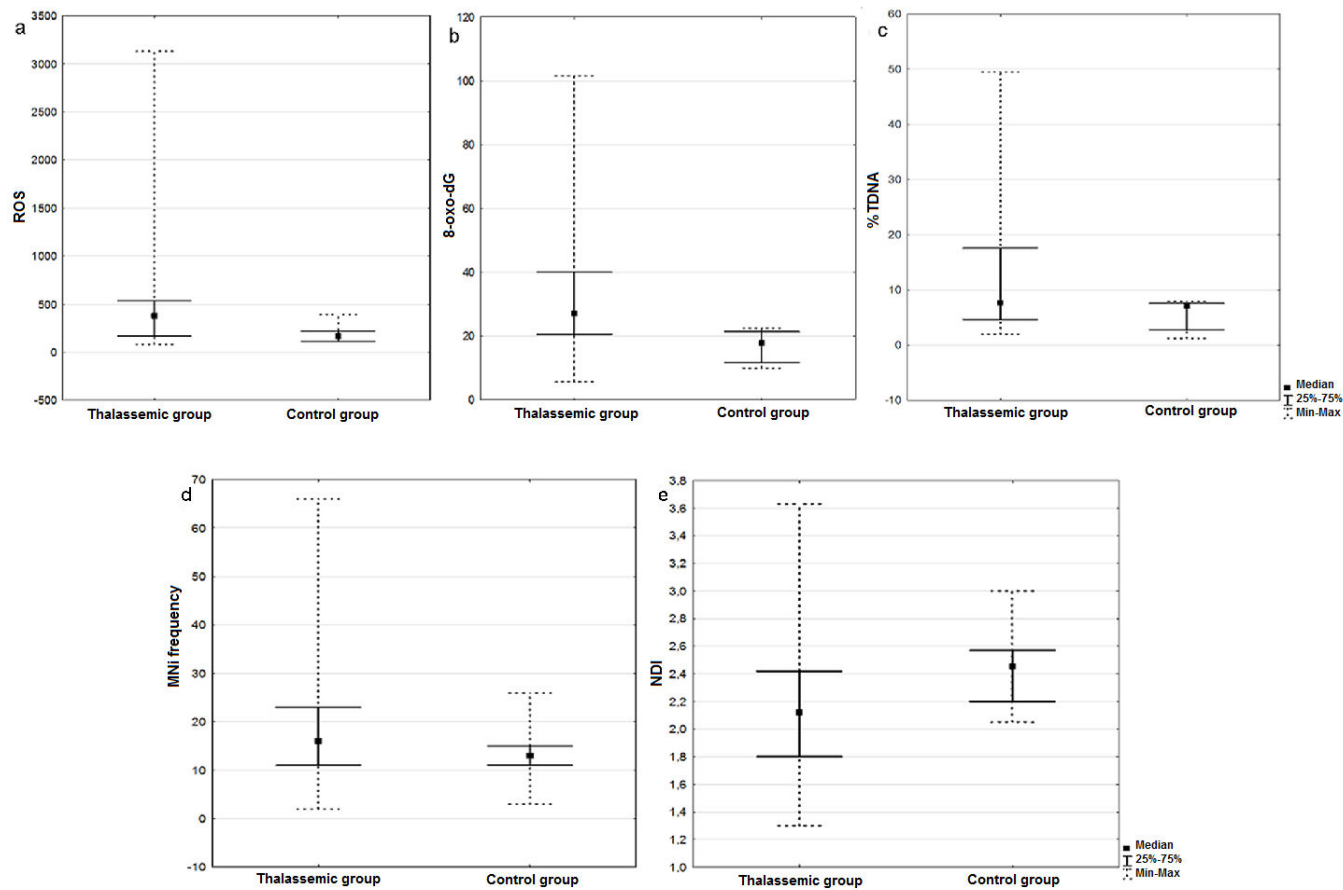 a
3500
3000
2500
2000
1500
1000
500
0
-500
ROS
Thalassemic group Control group
b
120
100
80
60
40
20
0
8-oxo-dG
Thalassemic group Control group
c
60
50
40
30
20
10
0
-10
%TDNA
Thalassemic group Control group
Median
25%-75%
Min-Max
d
70
60
50
40
30
20
10
0
-10
MNi frequency
Thalassemic group Control group
e
3,8
3,6
3,4
3,2
3,0
2,8
2,6
2,4
2,2
2,0
1,8
1,6
1,4
1,2
1,0
NDI
Thalassemic group Control group
Median
25%-75%
Min-Max